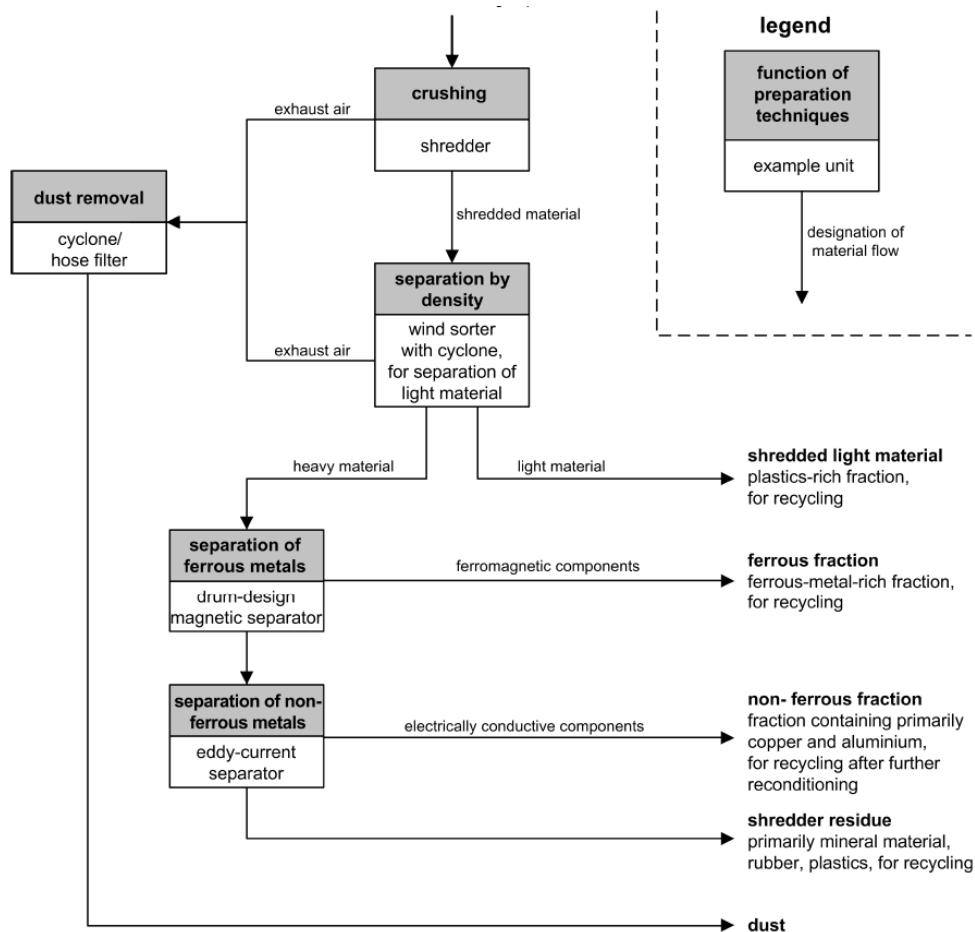 legend
function of
preparation
techniques
example unit
designation of
material flow
crushing
shredder
exhaust air
dust removal
cyclone/
hose filter
shredded material
separation by
density
wind sorter
with cyclone,
for separation of
light material
exhaust air
heavy material
light material
shredded light material
plastics-rich fraction,
for recycling
separation of
ferrous metals
drum-design
magnetic separator
ferromagnetic components
ferrous fraction
ferrous-metal-rich fraction,
for recycling
separation of non-
ferrous metals
eddy-current
separator
electrically conductive components
non- ferrous fraction
fraction containing primarily
copper and aluminium,
for recycling after further
reconditioning
shredder residue
primarily mineral material,
rubber, plastics, for recycling
dust